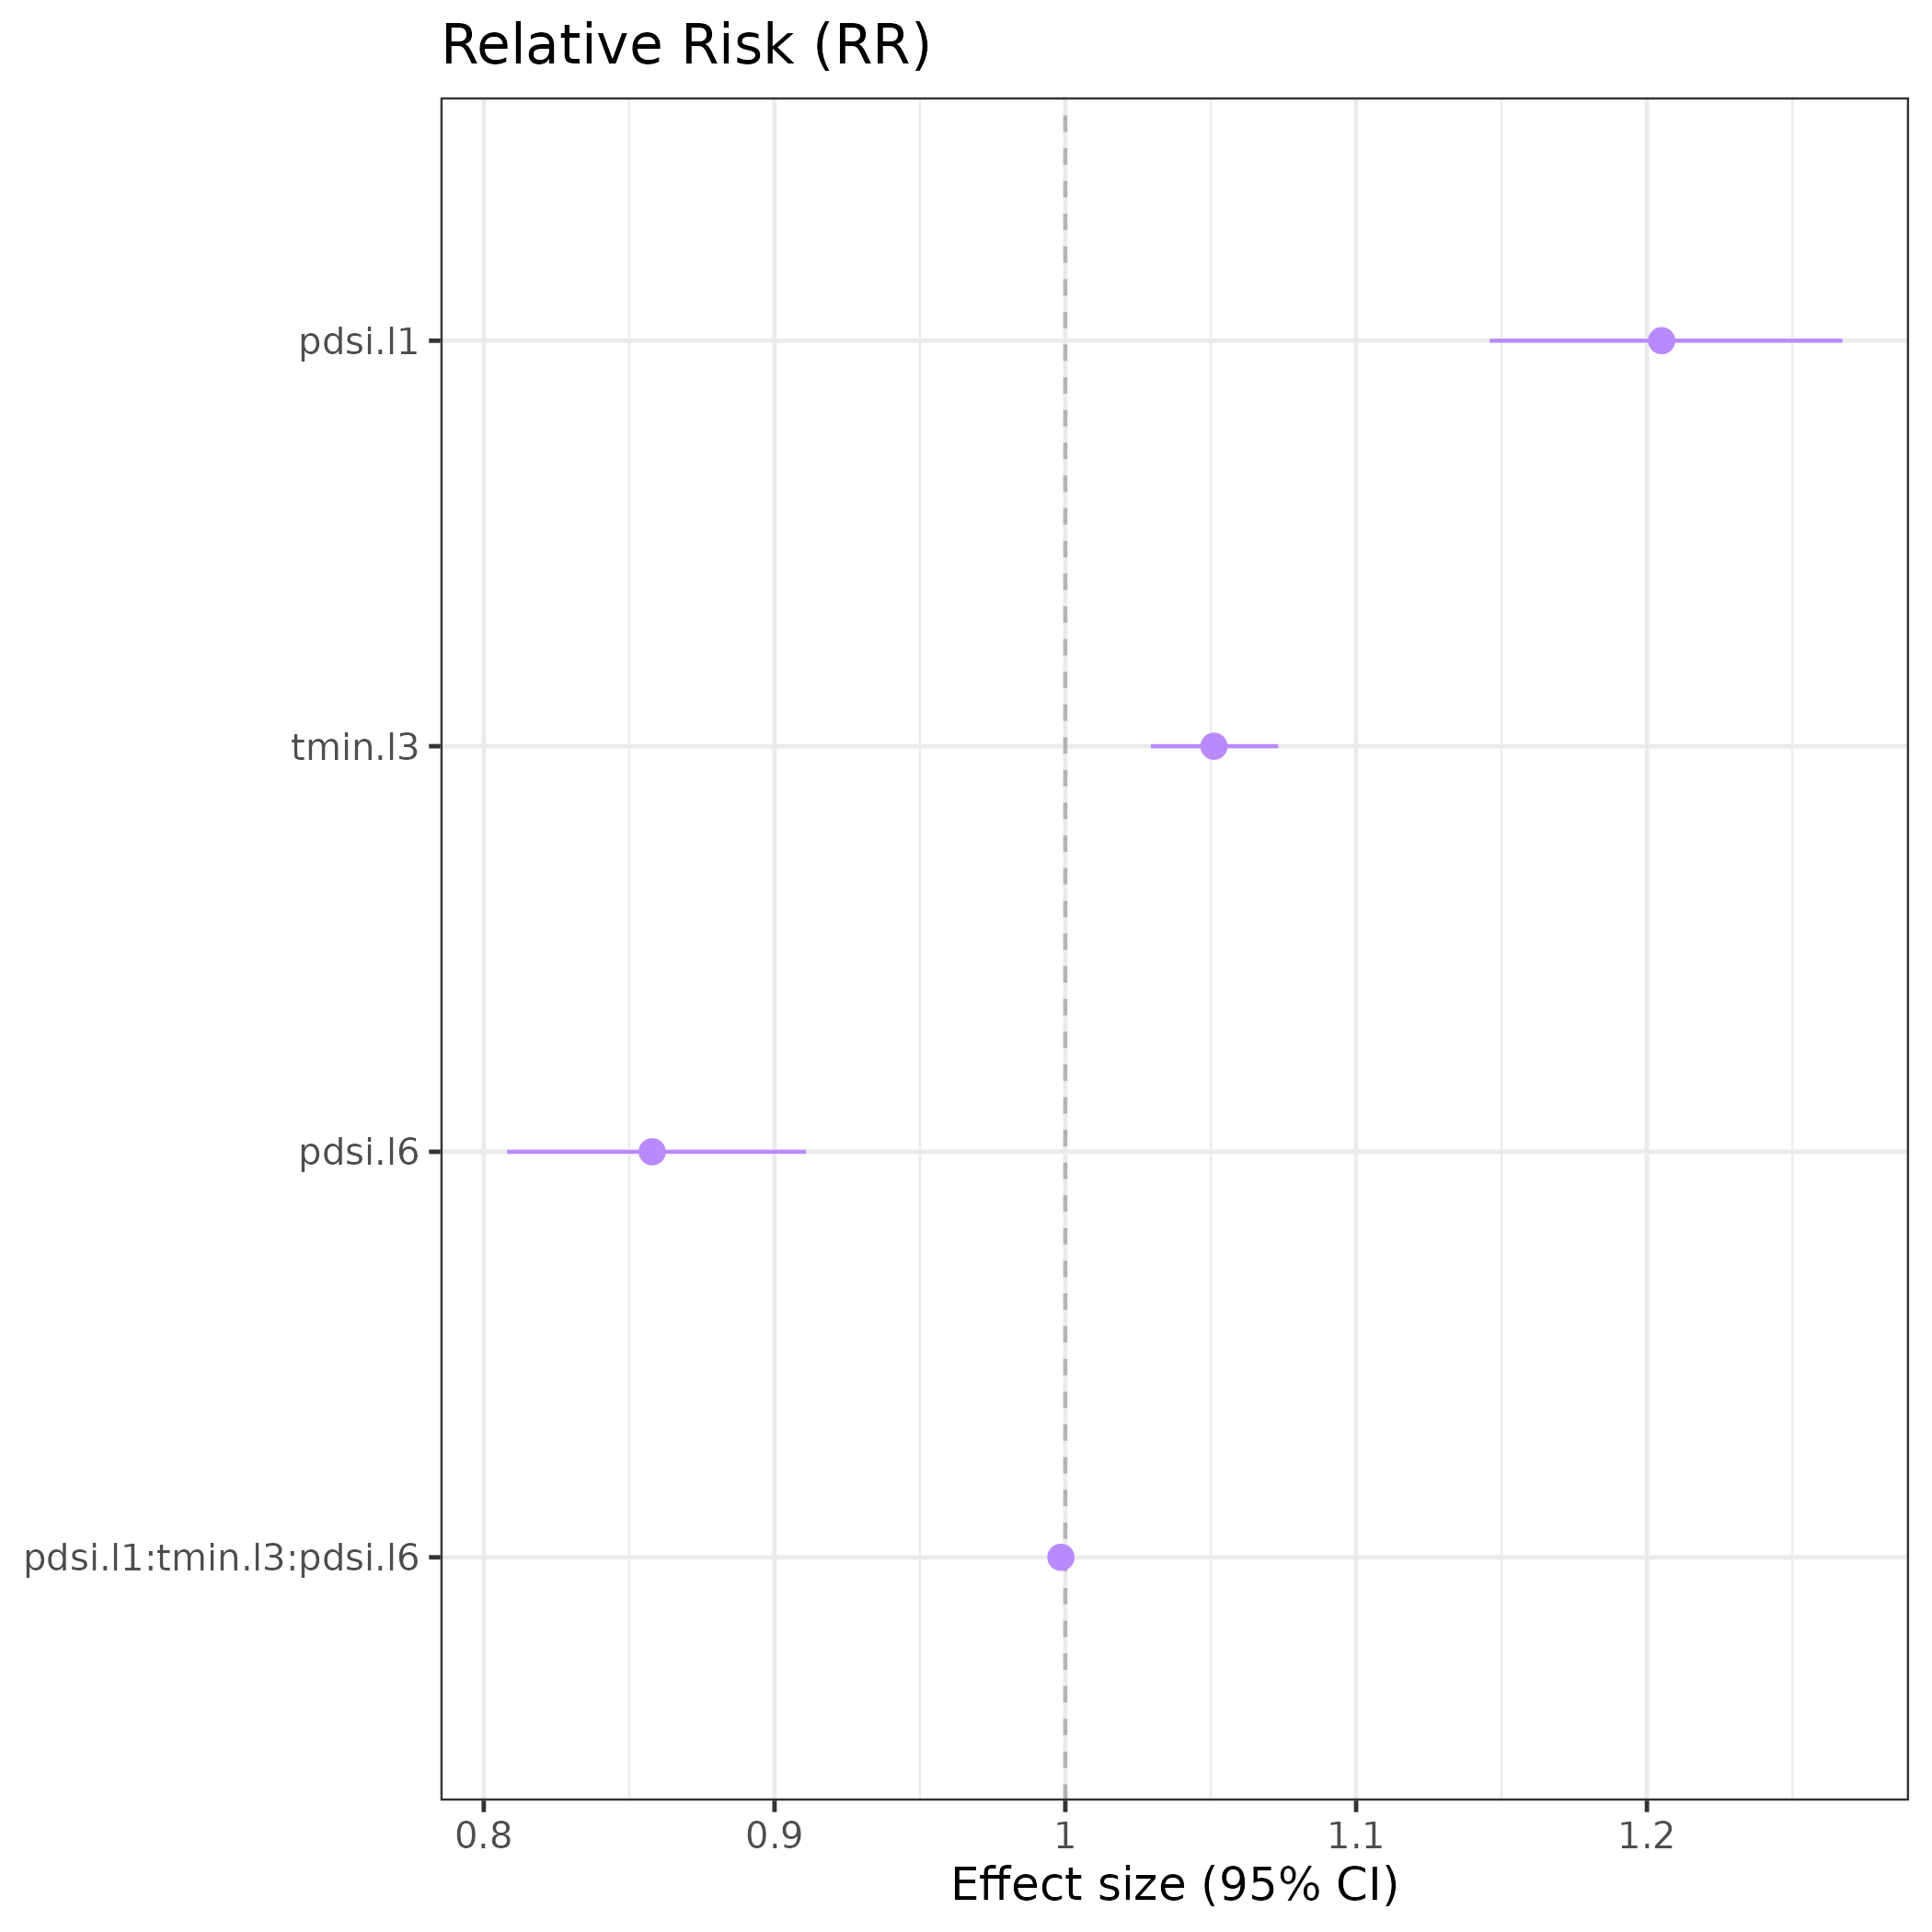 Relative Risk (RR)
pdsi.l1
tmin.l3
pdsi.l6
pdsi.l1:tmin.l3:pdsi.l6
0.8 0.9 1 1.1 1.2
Effect size (95% CI)